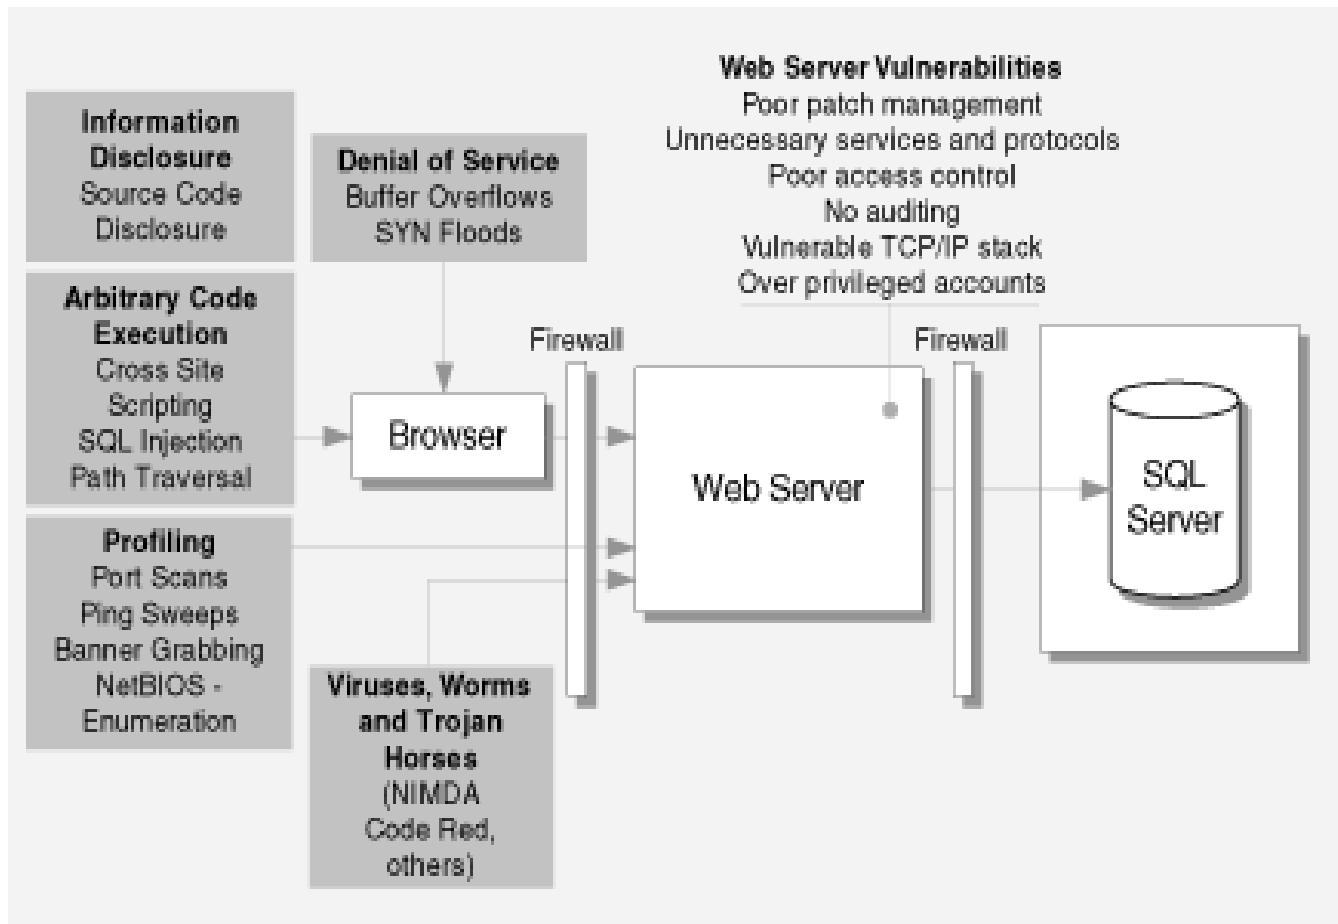 Web Server Vulnerabilities
Poor patch management
Unnecessary services and protocols
Poor access control
No auditing
Vulnerable TCP/IP stack
Over privileged accounts
Information
Disclosure
Source Code
Disclosure
Denial of Service
Buffer Overflows
SYN Floods
Arbitrary Code
Execution
Cross Site
Scripting
SQL Injection
Path Traversal
Browser
Firewall
Web Server
Firewall
SQL
Server
Profiling
Port Scans
Ping Sweeps
Banner Grabbing
NetBIOS -
Enumeration
Viruses, Worms
and Trojan
Horses
(NIMDA
Code Red,
others)